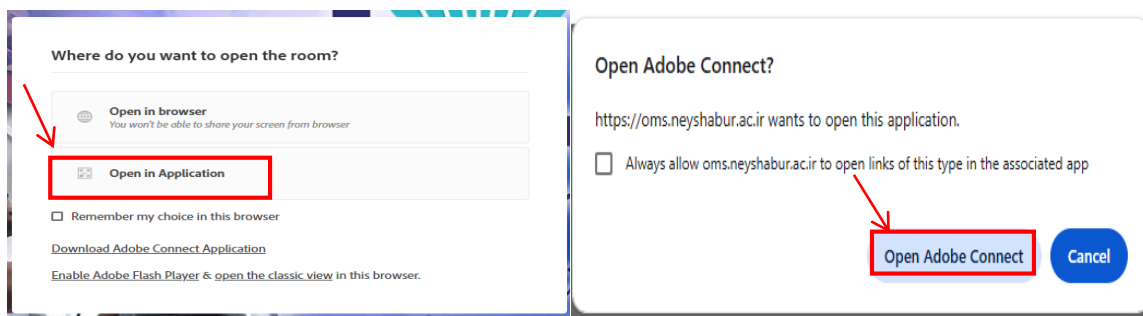 Where do you want to open the room?
Open in browser
You won't be able to share your screen from browser
Open in Application
Remember my choice in this browser
Download Adobe Connect Application
Enable Adobe Flash Player & open the classic view in this browser.
Open Adobe Connect?
https://oms.neyshabur.ac.ir wants to open this application.
Always allow oms.neyshabur.ac.ir to open links of this type in the associated app
Open Adobe Connect
Cancel